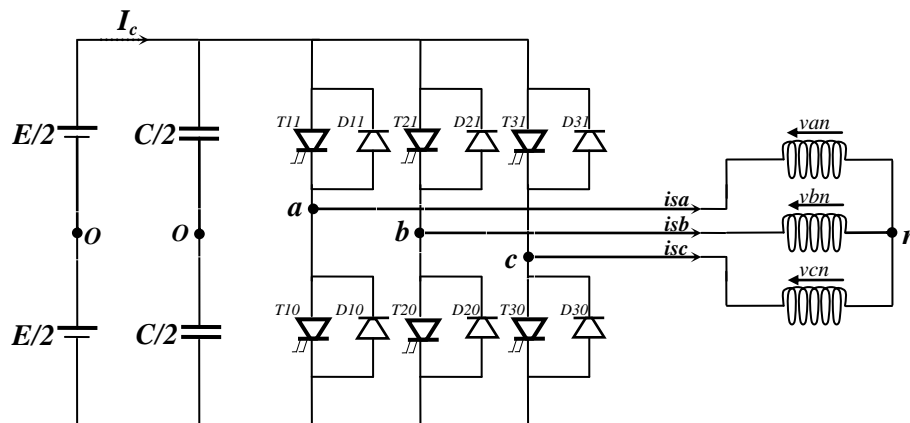 I_c
T11 D11 T21 D21 T31 D31
E/2 C/2
van
a isa
O O b isb vbn n
c isc
vcn
T10 D10 T20 D20 T30 D30
E/2 C/2